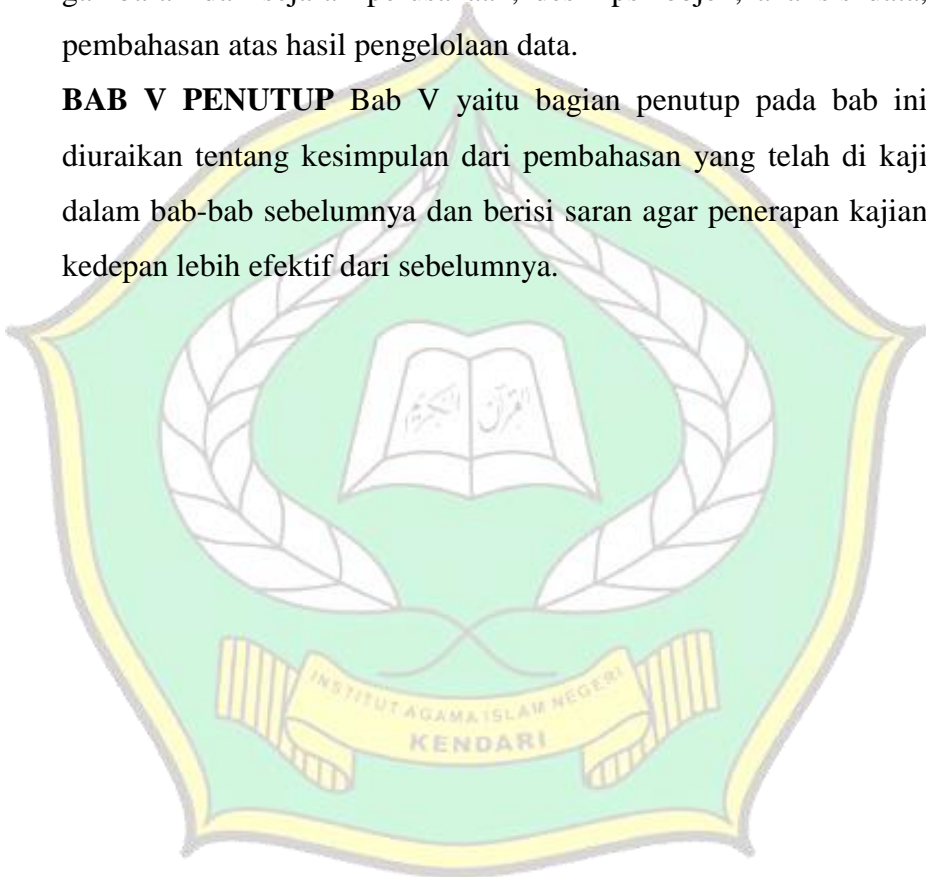 pembahasan atas hasil pengelolaan data.
BAB V PENUTUP Bab V yaitu bagian penutup pada bab ini
diuraikan tentang kesimpulan dari pembahasan yang telah di kaji
dalam bab-bab sebelumnya dan berisi saran agar penerapan kajian
kedepan lebih efektif dari sebelumnya.
القرآن الكريم
INSTITUT AGAMA ISLAM NEGERI
KENDARI